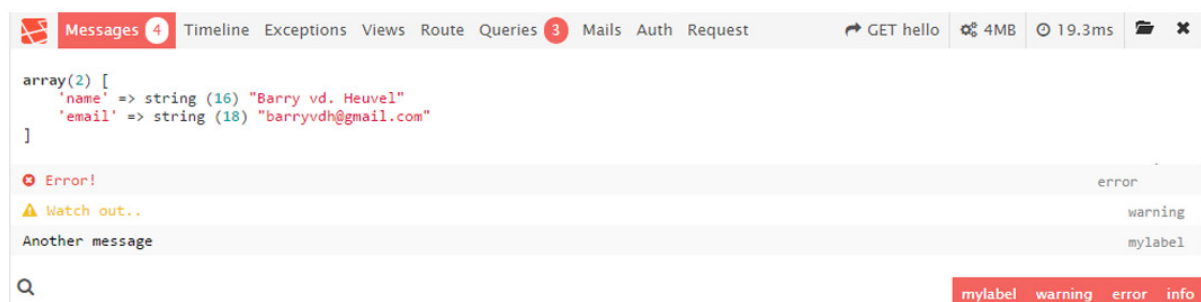 Messages 4 Timeline Exceptions Views Route Queries 3 Mails Auth Request GET hello 4MB 19.3ms
array(2) [
'name' => string (16) "Barry vd. Heuvel"
'email' => string (18) "barryvdh@gmail.com"
]
Error! error
Watch out.. warning
Another message mylabel
mylabel warning error info